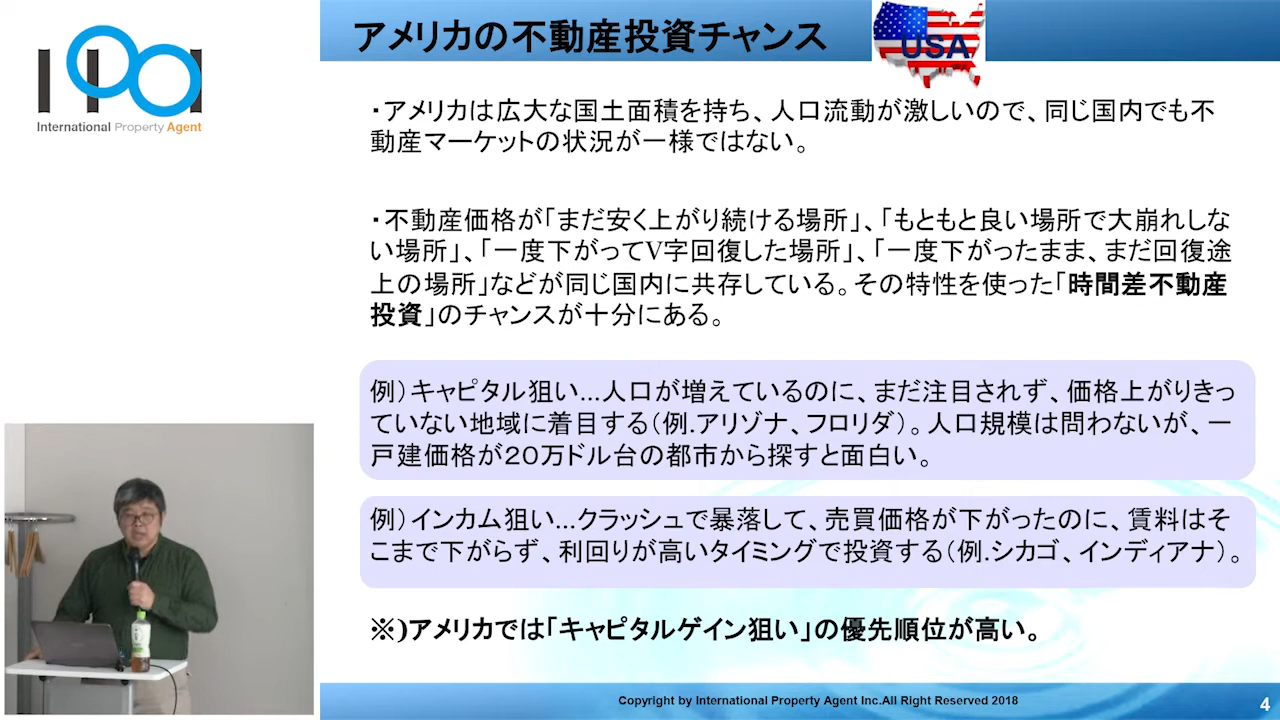 IPA
International Property Agent
アメリカの不動産投資チャンス
USA
・アメリカは広大な国土面積を持ち、人口流動が激しいので、同じ国内でも不
動産マーケットの状況が一様ではない。
・不動産価格が「まだ安く上がり続ける場所」、「もともと良い場所で大崩れしな
い場所」、「一度下がってV字回復した場所」、「一度下がったまま、まだ回復途
上の場所」などが同じ国内に共存している。その特性を使った「時間差不動産
投資」のチャンスが十分にある。
例）キャピタル狙い…人口が増えているのに、まだ注目されず、価格上がりきっ
ていない地域に着目する（例.アリゾナ、フロリダ）。人口規模は問わないが、一
戸建価格が２０万ドル台の都市から探すと面白い。
例）インカム狙い…クラッシュで暴落して、売買価格が下がったのに、賃料はそ
こまで下がらず、利回りが高いタイミングで投資する（例.シカゴ、インディアナ）。
※)アメリカでは「キャピタルゲイン狙い」の優先順位が高い。
Copyright by International Property Agent Inc.All Right Reserved 2018
4